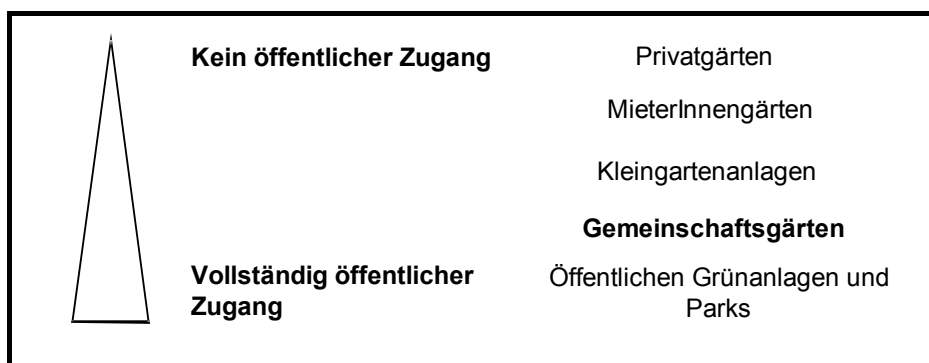 Kein öffentlicher Zugang
Privatgärten
MieterInnengärten
Kleingartenanlagen
Gemeinschaftsgärten
Vollständig öffentlicher
Zugang
Öffentlichen Grünanlagen und
Parks